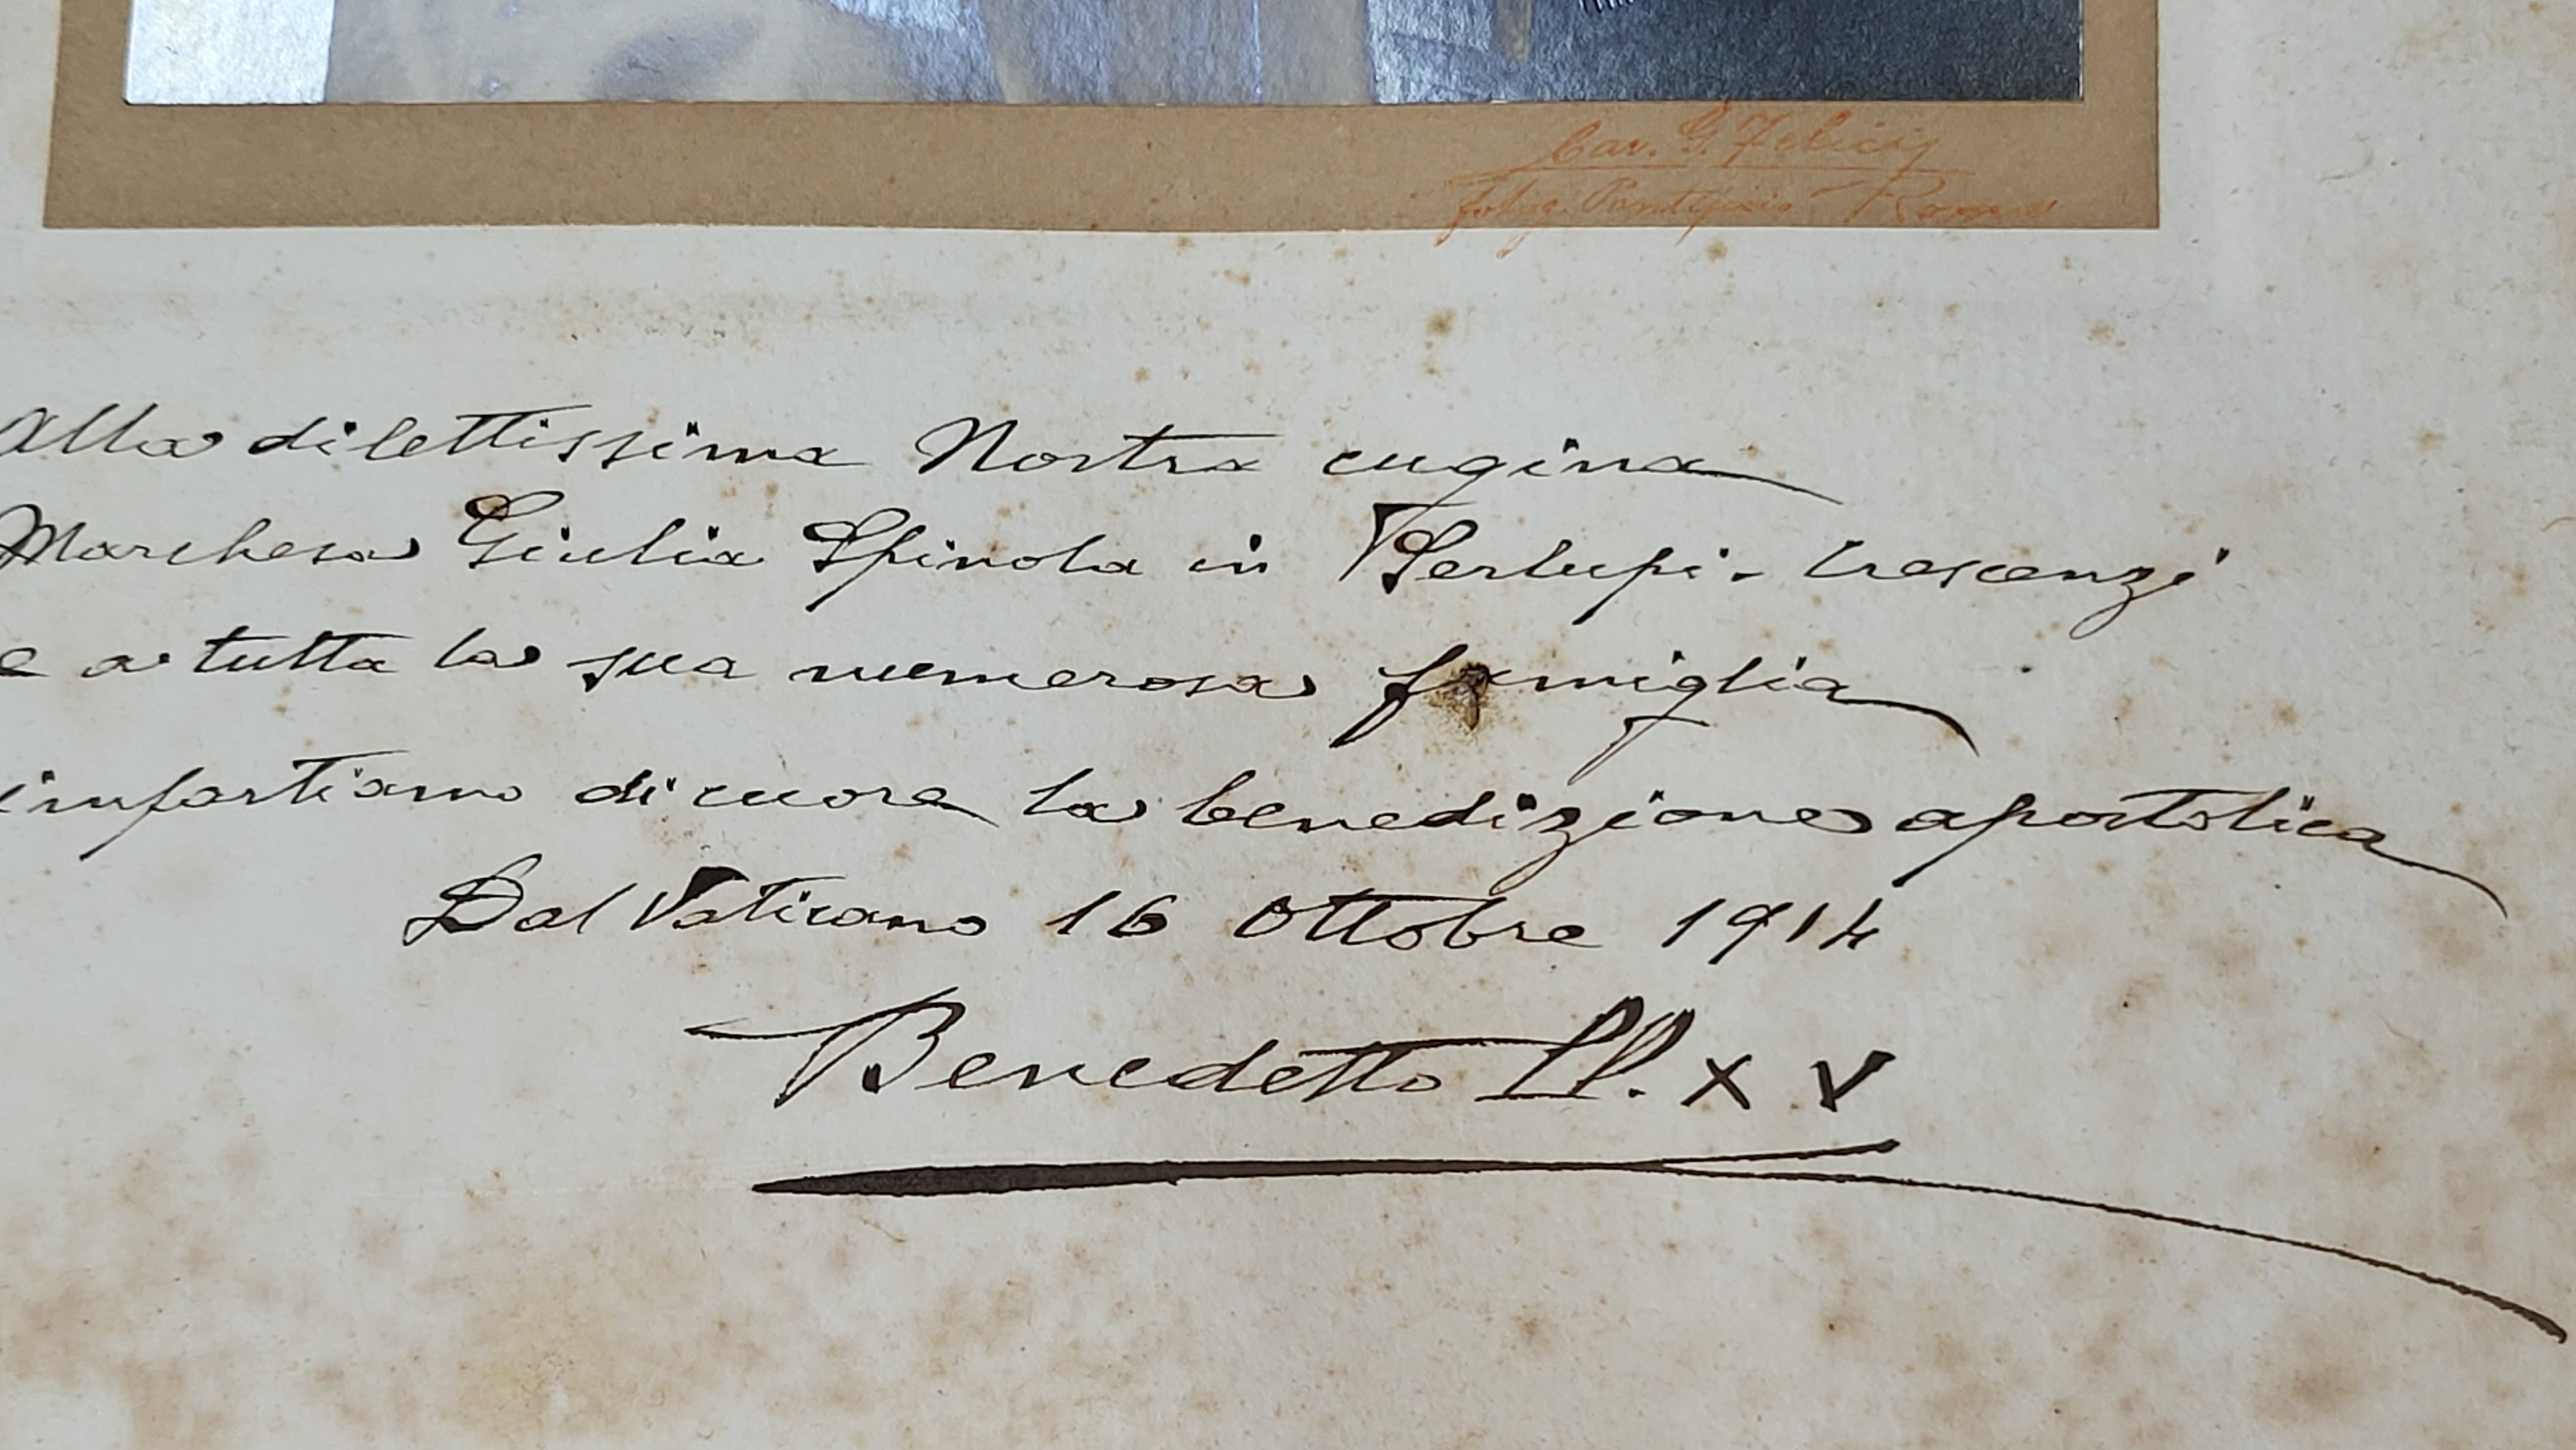 Cav. G. Felici
fotog. Pontificio - Roma
Alla dilettissima Nostra cugina
Marchesa Giulia Spinola in Serlupi - Crescenzi
e a tutta la sua numerosa famiglia
impartiamo di cuore la benedizione apostolica
Dal Vaticano 16 Ottobre 1914
Benedetto PP. XV